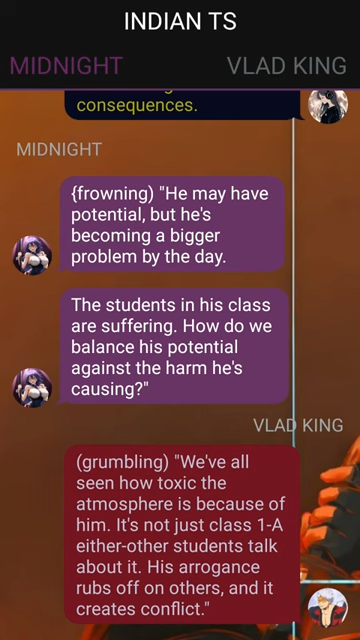 INDIAN TS
MIDNIGHT VLAD KING
consequences.
MIDNIGHT
{frowning) "He may have
potential, but he's
becoming a bigger
problem by the day.
The students in his class
are suffering. How do we
balance his potential
against the harm he's
causing?"
VLAD KING
(grumbling) "We've all
seen how toxic the
atmosphere is because of
him. It's not just class 1-A
either-other students talk
about it. His arrogance
rubs off on others, and it
creates conflict."